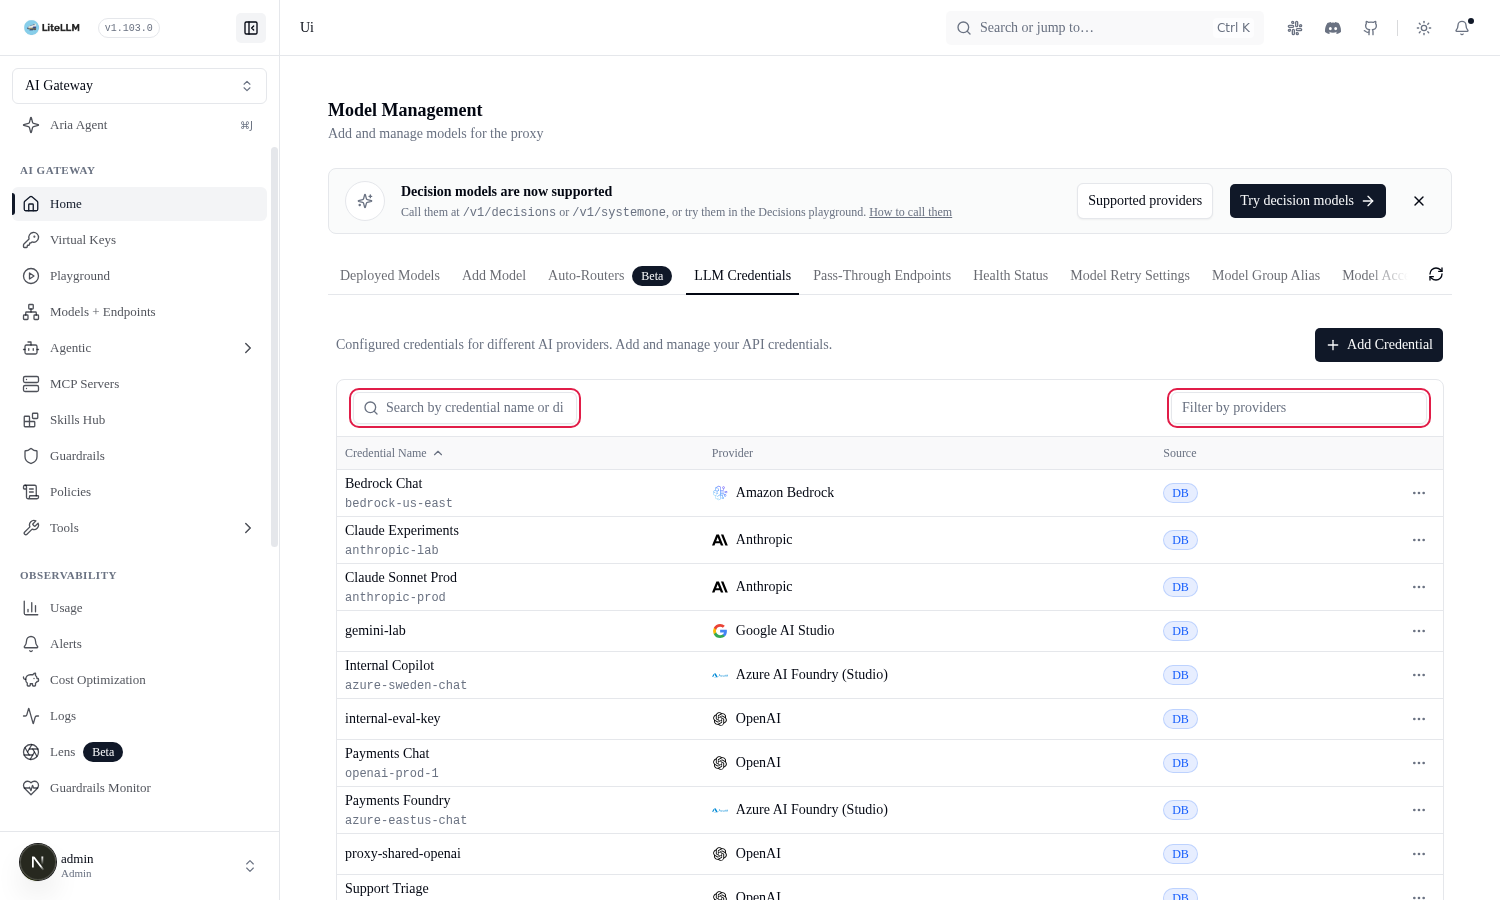 LiteLLM
v1.103.0
Ui
Search or jump to…
Ctrl K
AI Gateway
Aria Agent
⌘J
AI GATEWAY
Home
Virtual Keys
Playground
Models + Endpoints
Agentic
MCP Servers
Skills Hub
Guardrails
Policies
Tools
OBSERVABILITY
Usage
Alerts
Cost Optimization
Logs
Lens Beta
Guardrails Monitor
N
admin
Admin
Model Management
Add and manage models for the proxy
Decision models are now supported
Call them at /v1/decisions or /v1/systemone, or try them in the Decisions playground. How to call them
Supported providers
Try decision models
Deployed Models
Add Model
Auto-Routers Beta
LLM Credentials
Pass-Through Endpoints
Health Status
Model Retry Settings
Model Group Alias
Model Acc
Configured credentials for different AI providers. Add and manage your API credentials.
Add Credential
Search by credential name or di
Filter by providers
Credential Name Provider Source
Bedrock Chat
bedrock-us-east
Amazon Bedrock
DB
Claude Experiments
anthropic-lab
Anthropic
DB
Claude Sonnet Prod
anthropic-prod
Anthropic
DB
gemini-lab
Google AI Studio
DB
Internal Copilot
azure-sweden-chat
Azure AI Foundry (Studio)
DB
internal-eval-key
OpenAI
DB
Payments Chat
openai-prod-1
OpenAI
DB
Payments Foundry
azure-eastus-chat
Azure AI Foundry (Studio)
DB
proxy-shared-openai
OpenAI
DB
Support Triage
OpenAI
DB